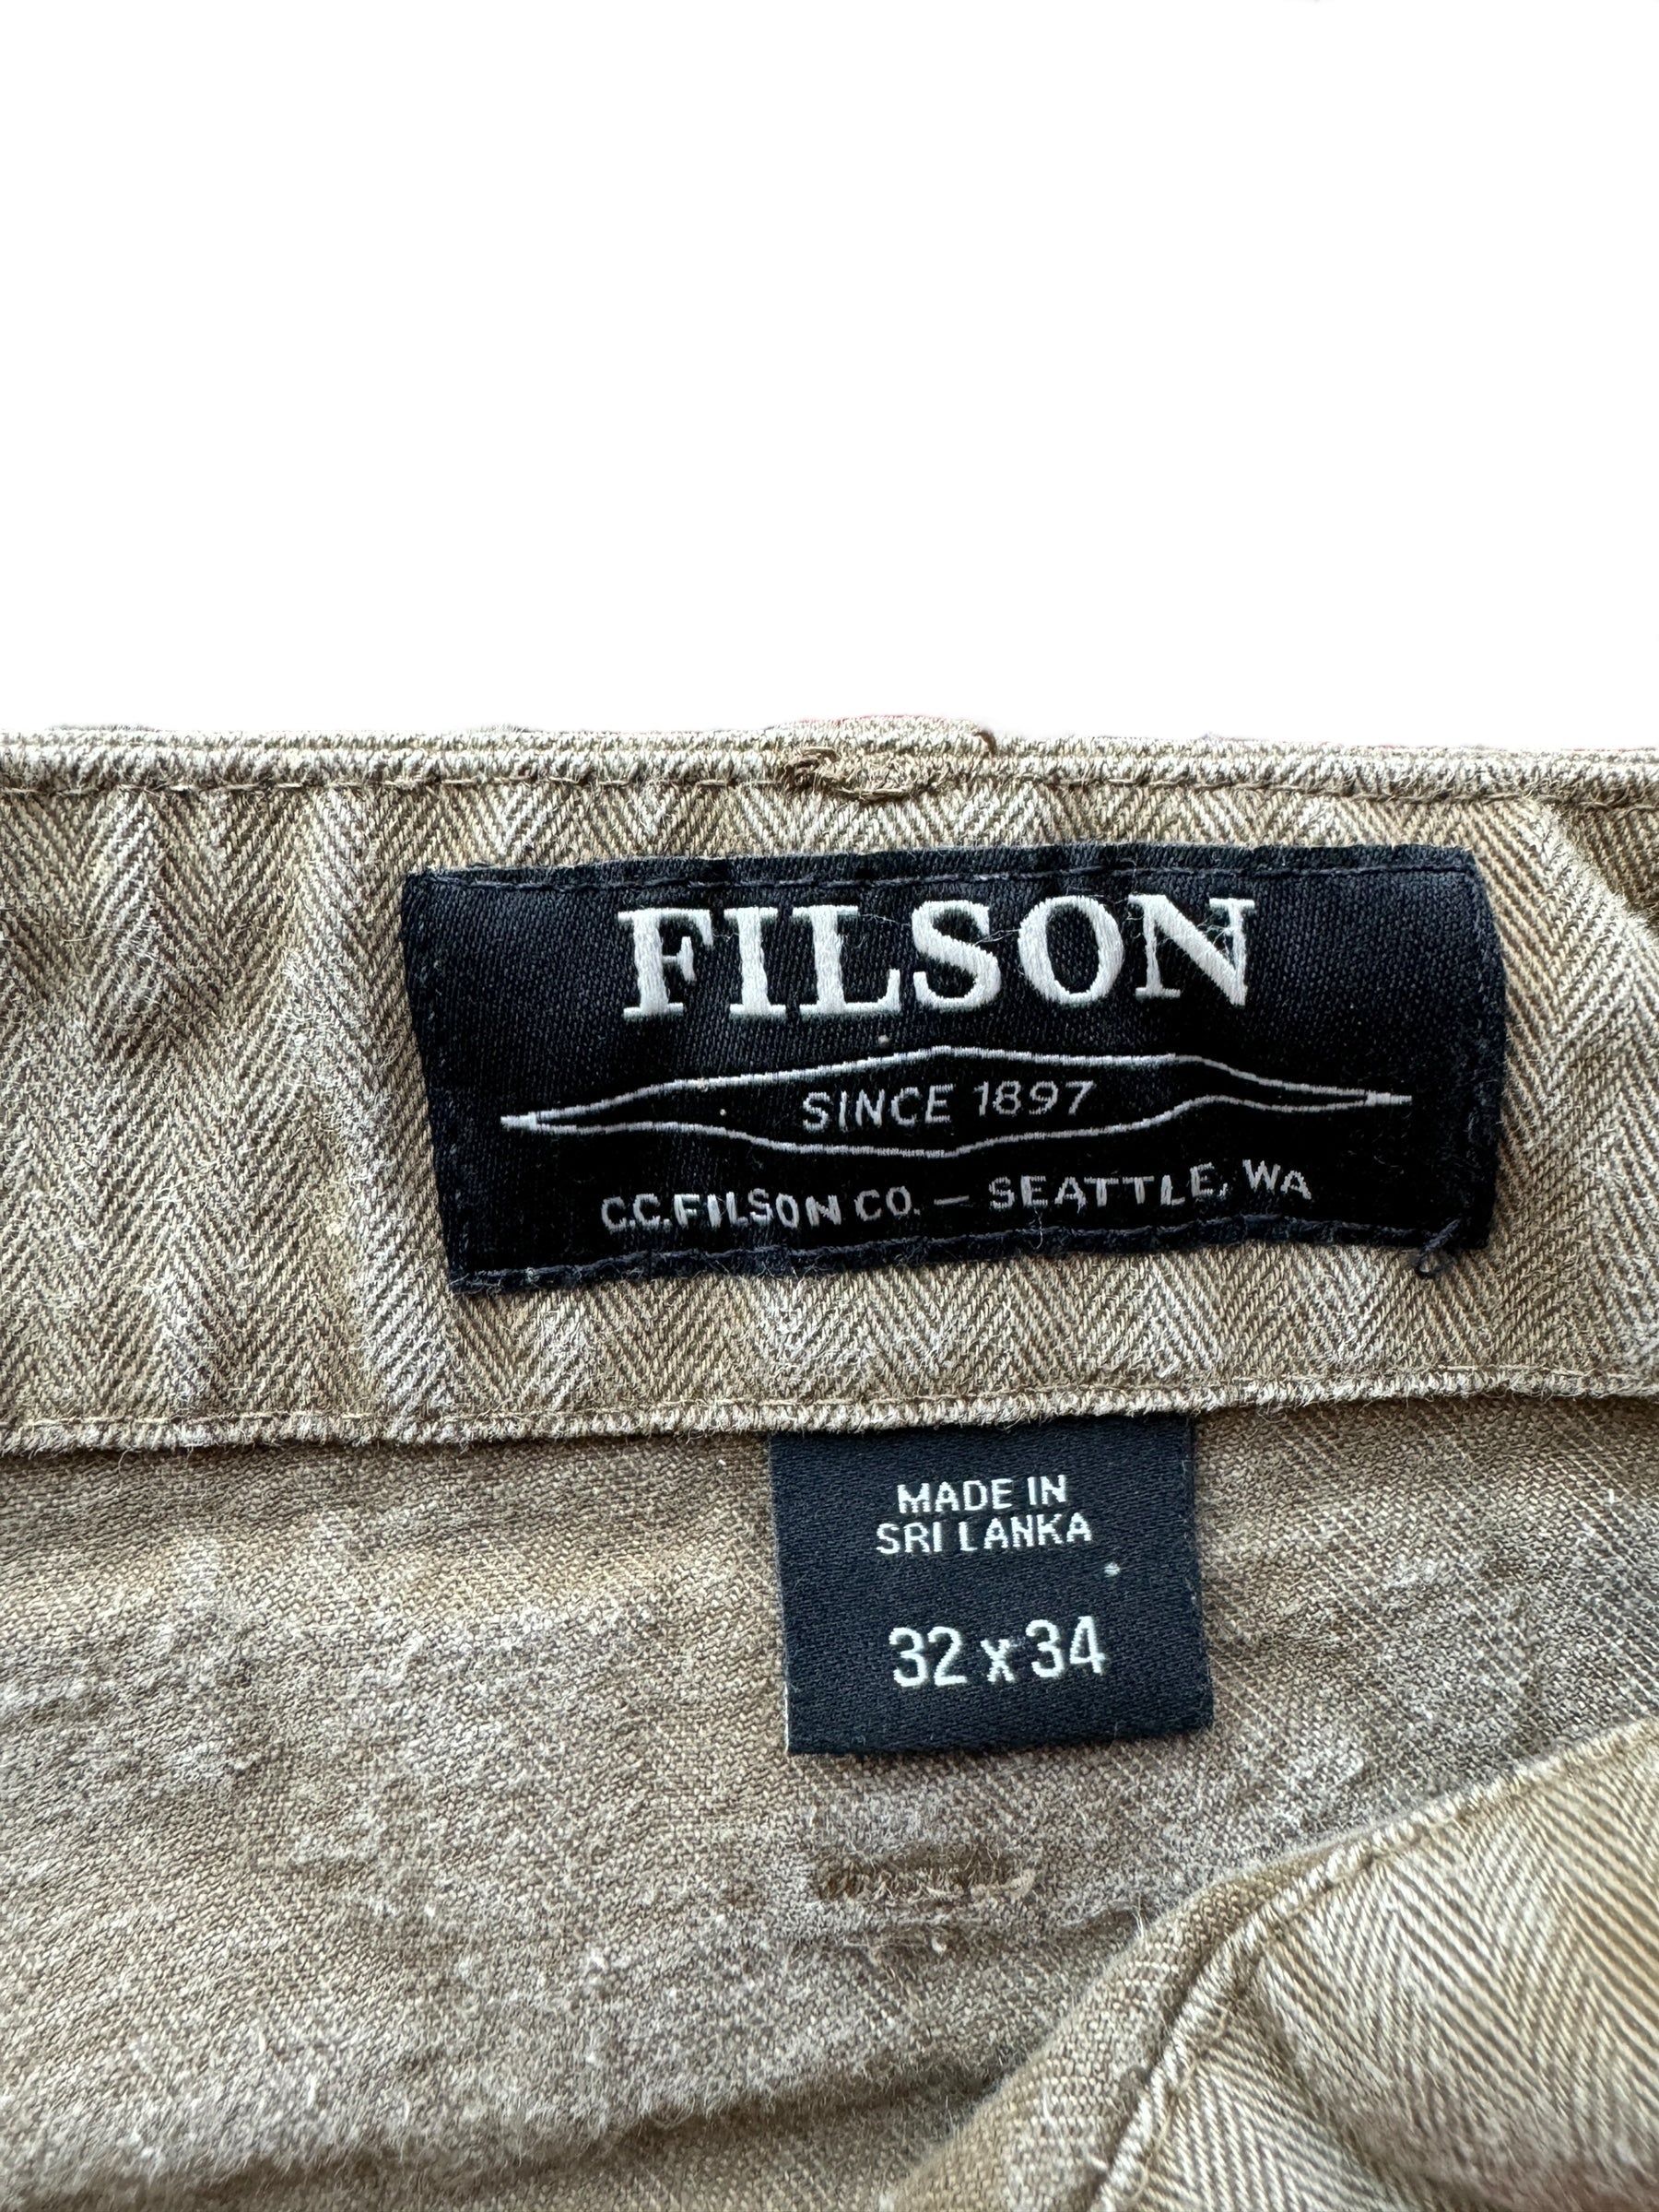 FILSON
SINCE 1897
C.C.FILSON CO. — SEATTLE, WA
MADE IN
SRI LANKA
32 x 34